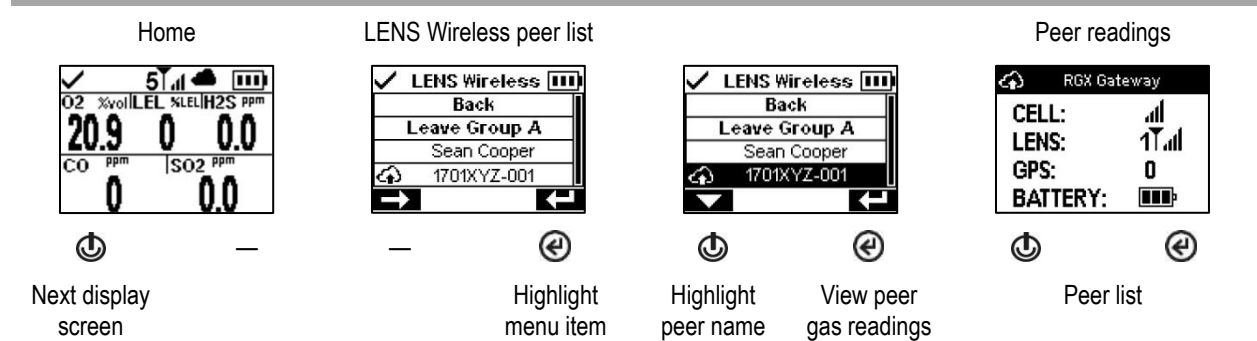 Home
LENS Wireless peer list
Peer readings
5
O2 %vol LEL %LEL H2S ppm
20.9 0 0.0
CO ppm SO2 ppm
0 0.0
LENS Wireless
Back
Leave Group A
Sean Cooper
1701XYZ-001
LENS Wireless
Back
Leave Group A
Sean Cooper
1701XYZ-001
RGX Gateway
CELL:
LENS: 1
GPS: 0
BATTERY:
— —
Next display
screen
Highlight
menu item
Highlight
peer name
View peer
gas readings
Peer list